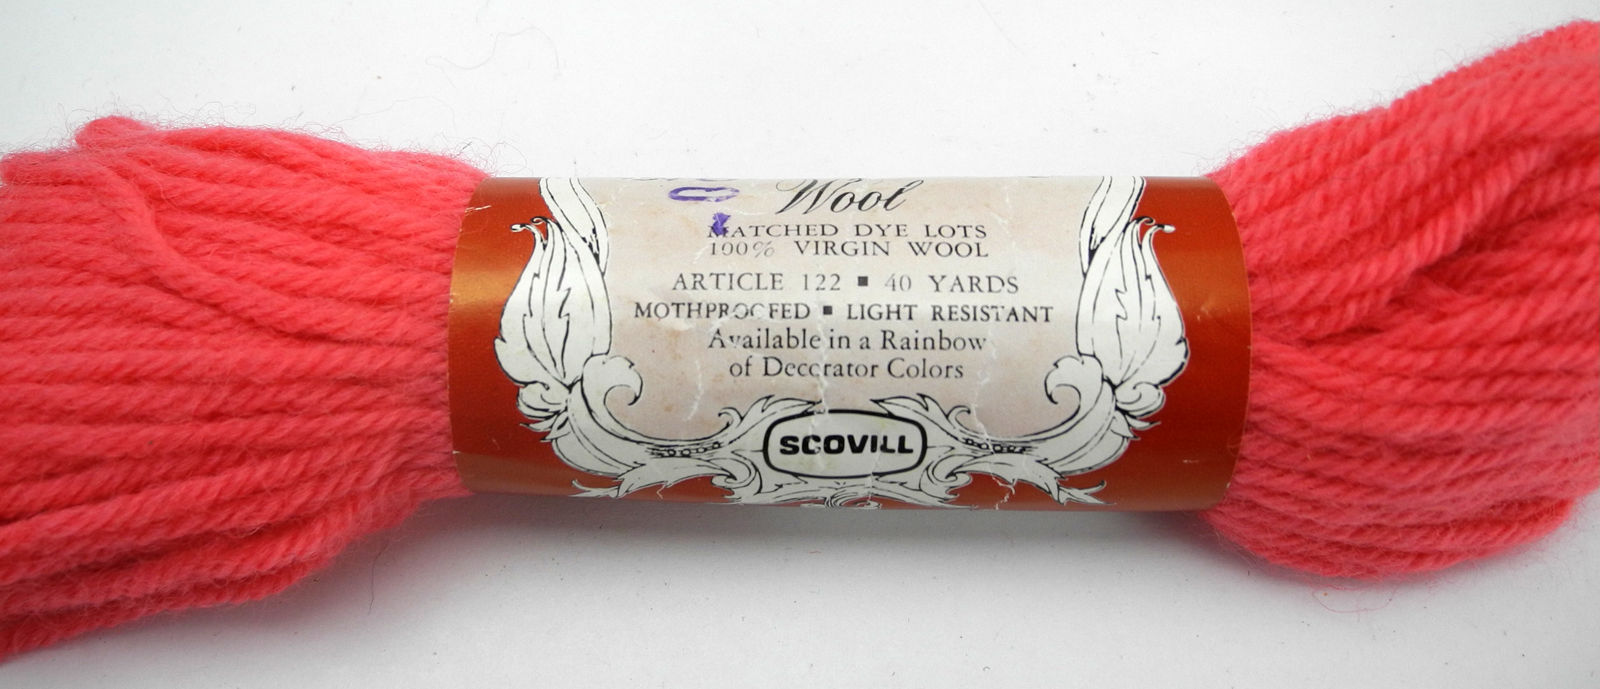 Wool
MATCHED DYE LOTS
100% VIRGIN WOOL
ARTICLE 122 ■ 40 YARDS
MOTHPROOFED ■ LIGHT RESISTANT
Available in a Rainbow
of Decorator Colors
SCOVILL